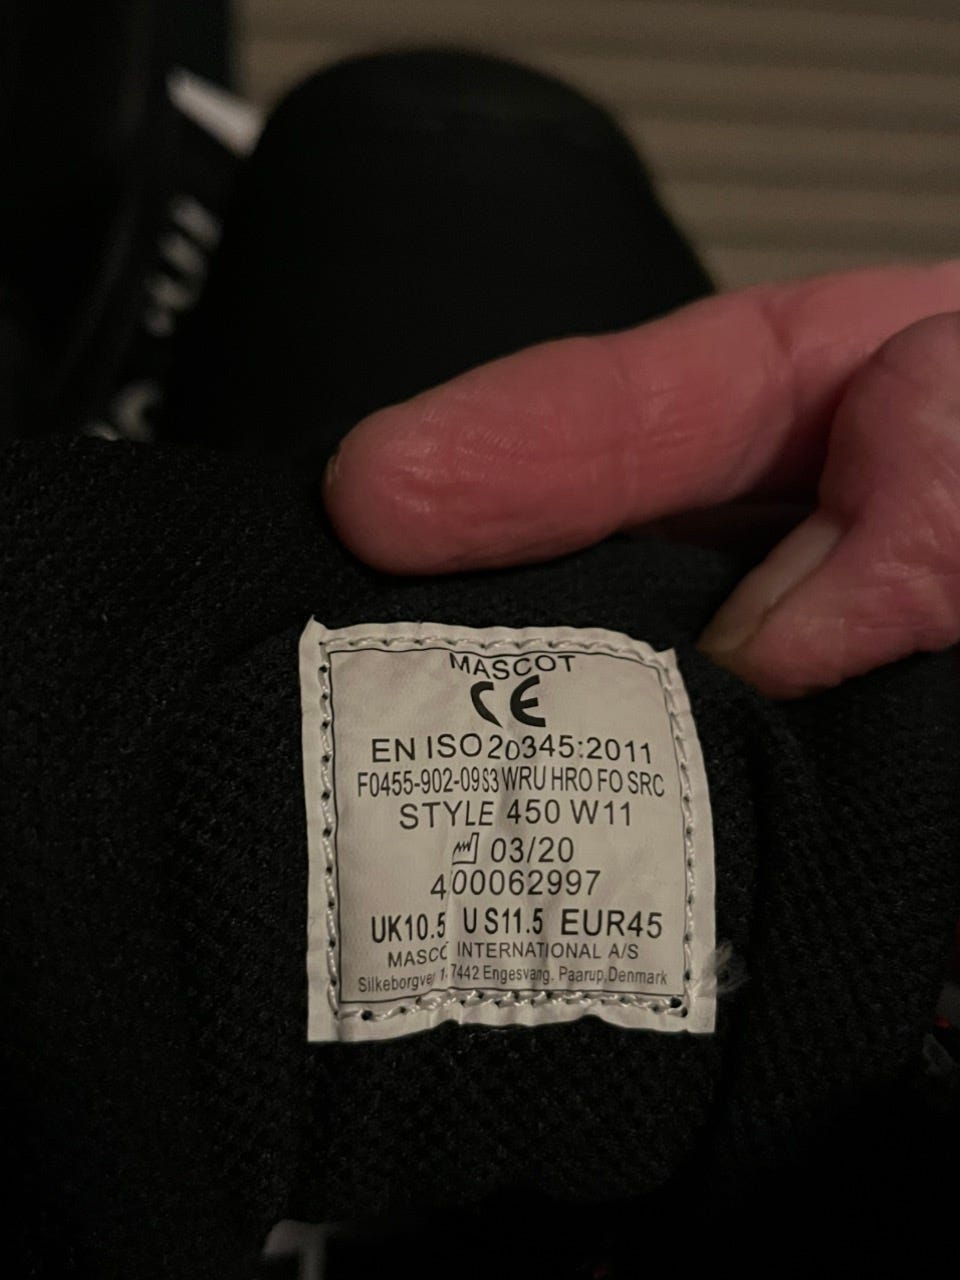 MASCOT
CE
EN ISO 20345:2011
F0455-902-09 S3 WRU HRO FO SRC
STYLE 450 W11
03/20
400062997
UK10.5 US11.5 EUR45
MASCO INTERNATIONAL A/S
7442 Engesvang. Paarup,Denmark